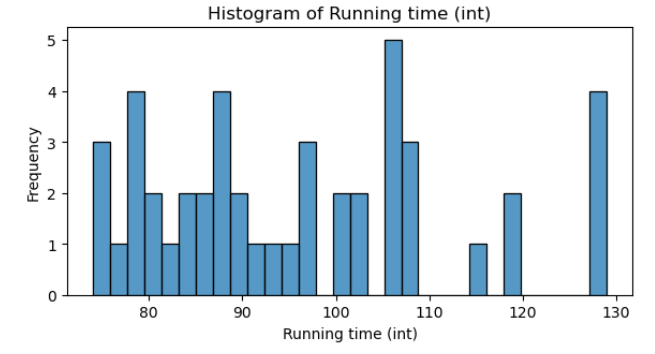 Histogram of Running time (int)
Frequency
5
4
3
2
1
0
80 90 100 110 120 130
Running time (int)